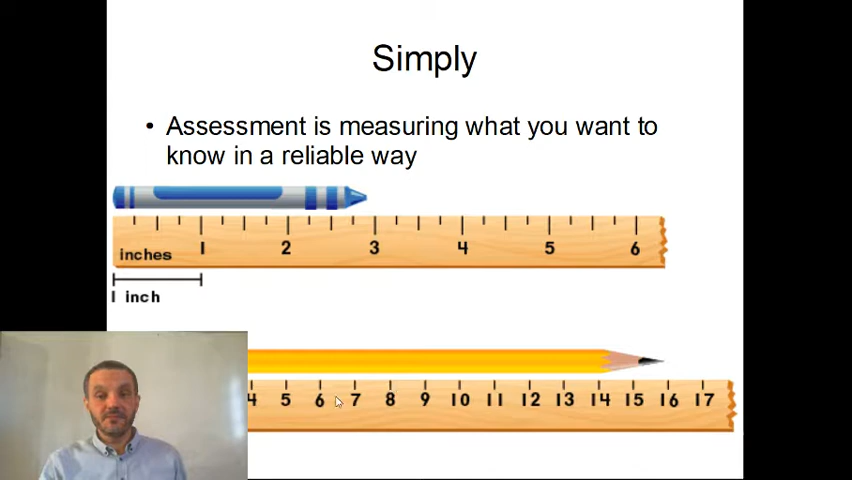 Simply
• Assessment is measuring what you want to
know in a reliable way
inches 1 2 3 4 5 6
1 inch
4 5 6 7 8 9 10 11 12 13 14 15 16 17